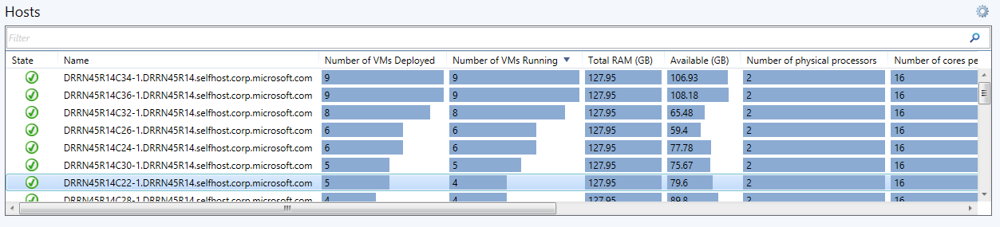 Hosts
Filter
State Name Number of VMs Deployed Number of VMs Running Total RAM (GB) Available (GB) Number of physical processors Number of cores pe
DRRN45R14C34-1.DRRN45R14.selfhost.corp.microsoft.com 9 9 127.95 106.93 2 16
DRRN45R14C36-1.DRRN45R14.selfhost.corp.microsoft.com 9 9 127.95 108.18 2 16
DRRN45R14C32-1.DRRN45R14.selfhost.corp.microsoft.com 8 8 127.95 65.48 2 16
DRRN45R14C26-1.DRRN45R14.selfhost.corp.microsoft.com 6 6 127.95 59.4 2 16
DRRN45R14C24-1.DRRN45R14.selfhost.corp.microsoft.com 6 6 127.95 77.78 2 16
DRRN45R14C30-1.DRRN45R14.selfhost.corp.microsoft.com 5 5 127.95 75.67 2 16
DRRN45R14C22-1.DRRN45R14.selfhost.corp.microsoft.com 5 4 127.95 79.6 2 16
DRRN45R14C28-1.DRRN45R14.selfhost.corp.microsoft.com 4 4 127.95 89.8 2 16